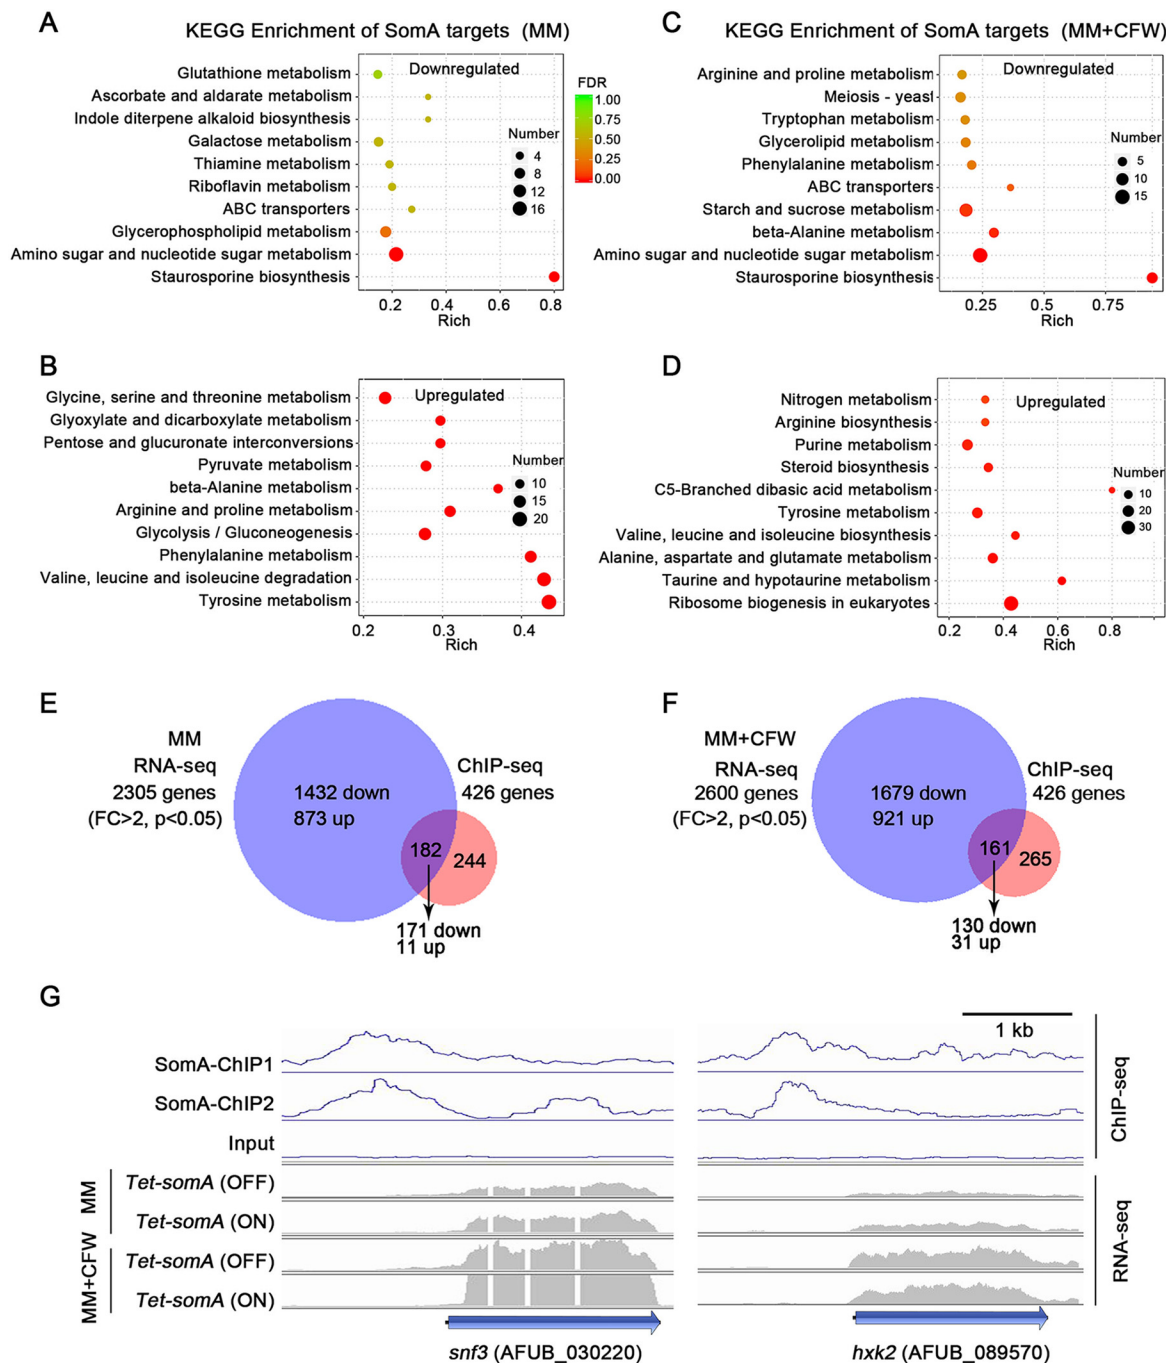 A
KEGG Enrichment of SomA targets (MM)
Downregulated
Glutathione metabolism
Ascorbate and aldarate metabolism
Indole diterpene alkaloid biosynthesis
Galactose metabolism
Thiamine metabolism
Riboflavin metabolism
ABC transporters
Glycerophospholipid metabolism
Amino sugar and nucleotide sugar metabolism
Staurosporine biosynthesis
0.2 0.4 0.6 0.8
Rich
Number
4
8
12
16
FDR
1.00
0.75
0.50
0.25
0.00
C
KEGG Enrichment of SomA targets (MM+CFW)
Downregulated
Arginine and proline metabolism
Meiosis - yeast
Tryptophan metabolism
Glycerolipid metabolism
Phenylalanine metabolism
ABC transporters
Starch and sucrose metabolism
beta-Alanine metabolism
Amino sugar and nucleotide sugar metabolism
Staurosporine biosynthesis
0.25 0.5 0.75
Rich
Number
5
10
15
B
Upregulated
Glycine, serine and threonine metabolism
Glyoxylate and dicarboxylate metabolism
Pentose and glucuronate interconversions
Pyruvate metabolism
beta-Alanine metabolism
Arginine and proline metabolism
Glycolysis / Gluconeogenesis
Phenylalanine metabolism
Valine, leucine and isoleucine degradation
Tyrosine metabolism
0.2 0.3 0.4
Rich
Number
10
15
20
D
Upregulated
Nitrogen metabolism
Arginine biosynthesis
Purine metabolism
Steroid biosynthesis
C5-Branched dibasic acid metabolism
Tyrosine metabolism
Valine, leucine and isoleucine biosynthesis
Alanine, aspartate and glutamate metabolism
Taurine and hypotaurine metabolism
Ribosome biogenesis in eukaryotes
0.2 0.4 0.6 0.8
Rich
Number
10
20
30
E
MM
RNA-seq
2305 genes
(FC>2, p<0.05)
1432 down
873 up
ChIP-seq
426 genes
182
244
171 down
11 up
F
MM+CFW
RNA-seq
2600 genes
(FC>2, p<0.05)
1679 down
921 up
ChIP-seq
426 genes
161
265
130 down
31 up
G
1 kb
SomA-ChIP1
SomA-ChIP2
Input
ChIP-seq
MM
Tet-somA (OFF)
Tet-somA (ON)
MM+CFW
Tet-somA (OFF)
Tet-somA (ON)
RNA-seq
snf3 (AFUB_030220)
hxk2 (AFUB_089570)